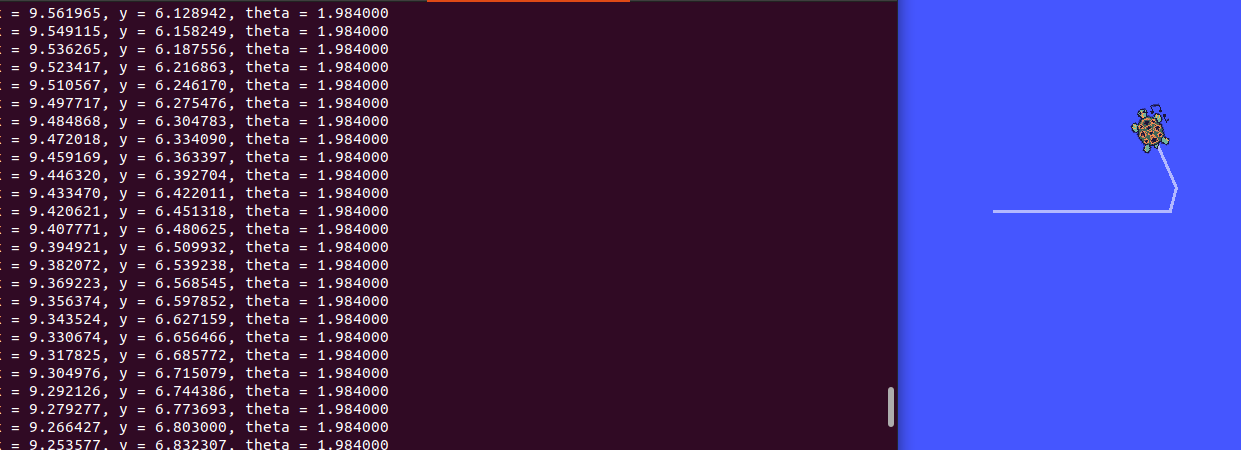 = 9.561965, y = 6.128942, theta = 1.984000
= 9.549115, y = 6.158249, theta = 1.984000
= 9.536265, y = 6.187556, theta = 1.984000
= 9.523417, y = 6.216863, theta = 1.984000
= 9.510567, y = 6.246170, theta = 1.984000
= 9.497717, y = 6.275476, theta = 1.984000
= 9.484868, y = 6.304783, theta = 1.984000
= 9.472018, y = 6.334090, theta = 1.984000
= 9.459169, y = 6.363397, theta = 1.984000
= 9.446320, y = 6.392704, theta = 1.984000
= 9.433470, y = 6.422011, theta = 1.984000
= 9.420621, y = 6.451318, theta = 1.984000
= 9.407771, y = 6.480625, theta = 1.984000
= 9.394921, y = 6.509932, theta = 1.984000
= 9.382072, y = 6.539238, theta = 1.984000
= 9.369223, y = 6.568545, theta = 1.984000
= 9.356374, y = 6.597852, theta = 1.984000
= 9.343524, y = 6.627159, theta = 1.984000
= 9.330674, y = 6.656466, theta = 1.984000
= 9.317825, y = 6.685772, theta = 1.984000
= 9.304976, y = 6.715079, theta = 1.984000
= 9.292126, y = 6.744386, theta = 1.984000
= 9.279277, y = 6.773693, theta = 1.984000
= 9.266427, y = 6.803000, theta = 1.984000
= 9.253577, y = 6.832307, theta = 1.984000